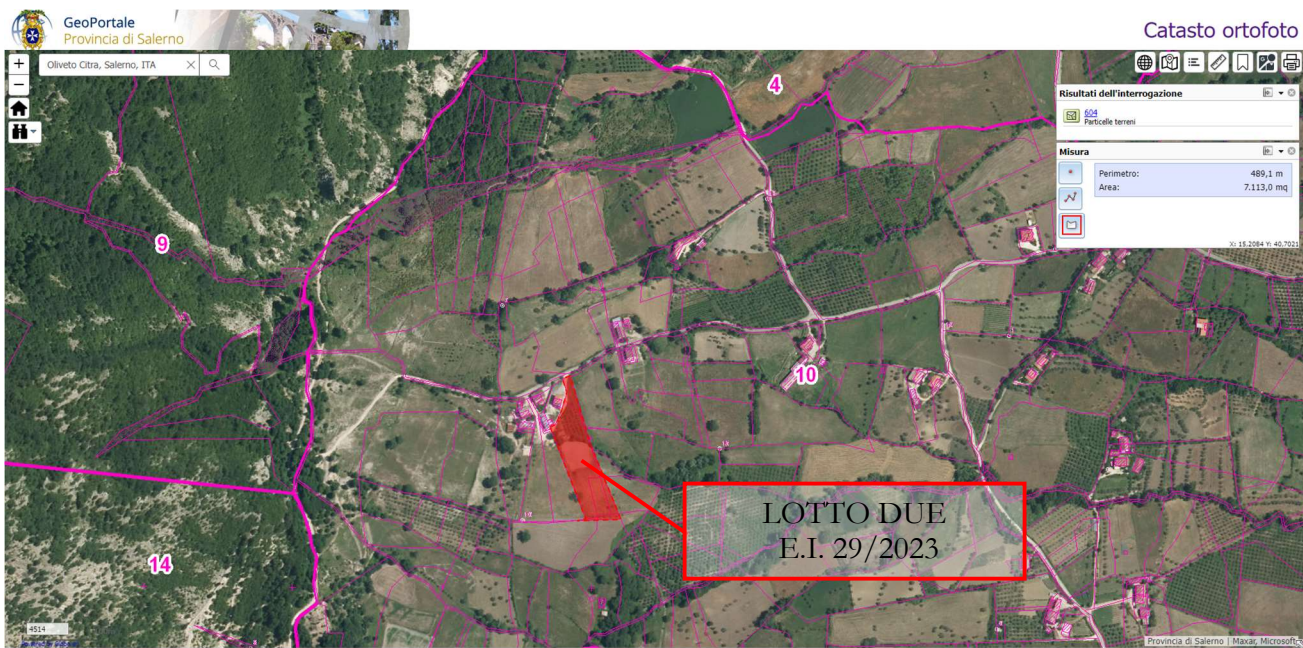 GeoPortale
Provincia di Salerno
Catasto ortofoto
Oliveto Citra, Salerno, ITA
Risultati dell'interrogazione
604
Particelle terreni
Misura
Perimetro: 489,1 m
Area: 7.113,0 mq
X: 15,2084 Y: 40,7021
4
9
10
14
LOTTO DUE
E.I. 29/2023
4514
Provincia di Salerno | Maxar, Microsoft